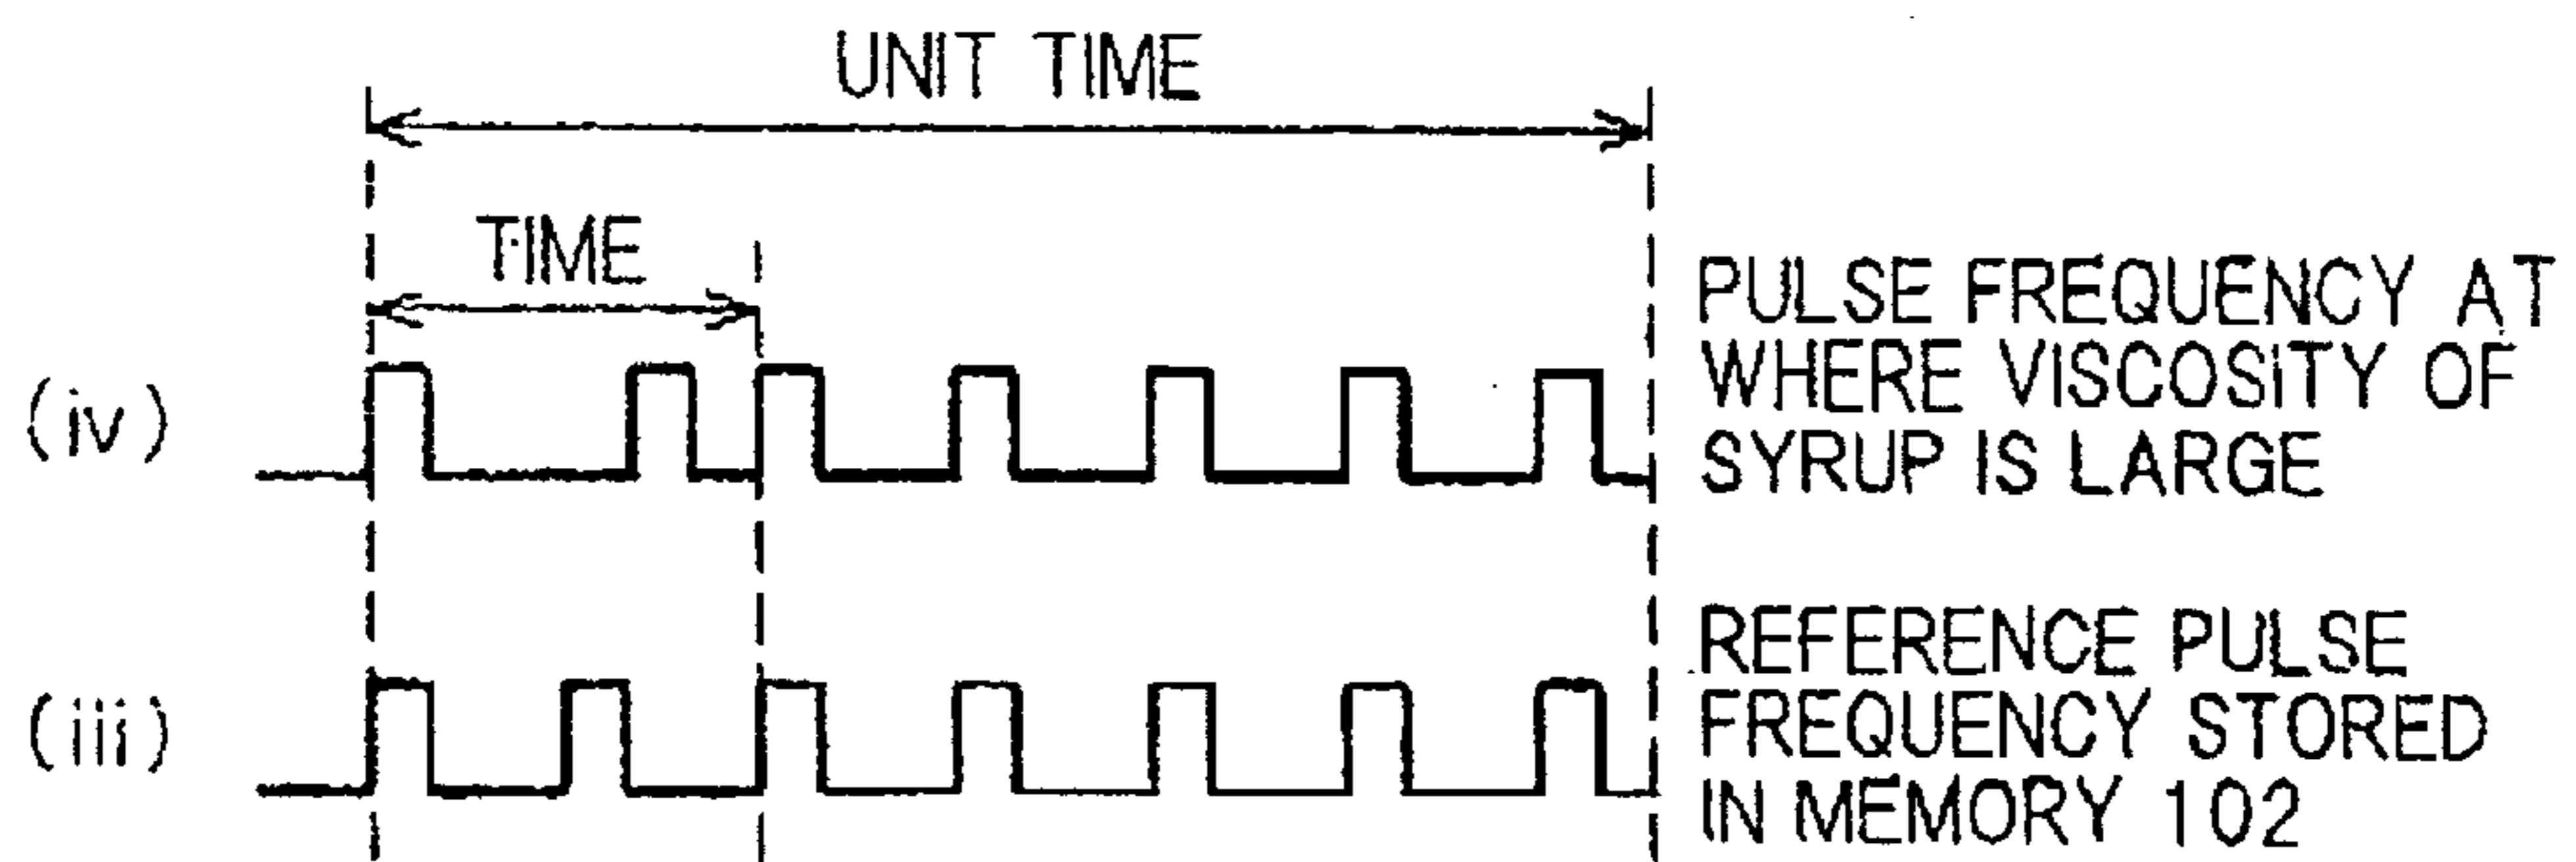 UNIT TIME
TIME
(iv)
PULSE FREQUENCY AT
WHERE VISCOSITY OF
SYRUP IS LARGE
(iii)
REFERENCE PULSE
FREQUENCY STORED
IN MEMORY 102